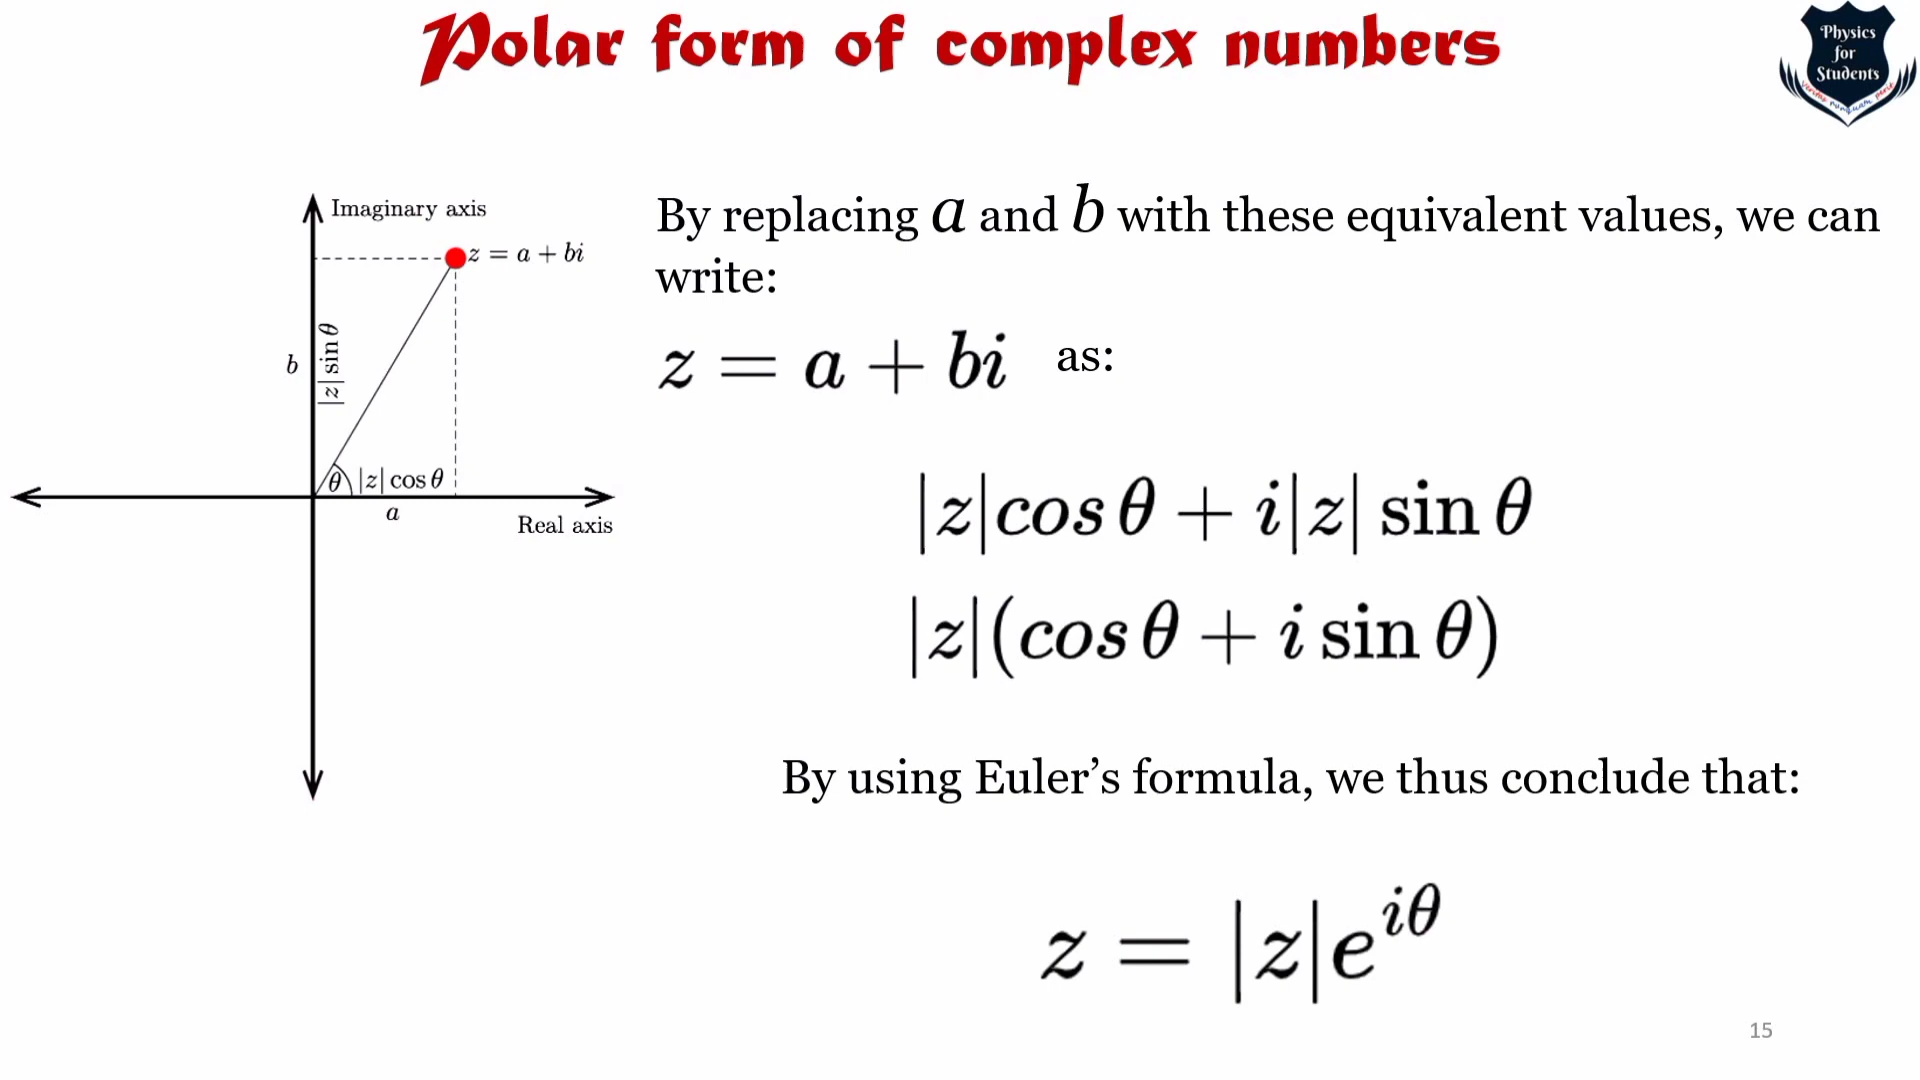 Polar form of complex numbers
Physics
for
Students
Imaginary axis
z = a + bi
b
|z| sin θ
θ
|z| cos θ
a
Real axis
By replacing a and b with these equivalent values, we can
write:
z = a + bi as:
|z|cos θ + i|z| sin θ
|z|(cos θ + i sin θ)
By using Euler’s formula, we thus conclude that:
z = |z|e^{iθ}
15